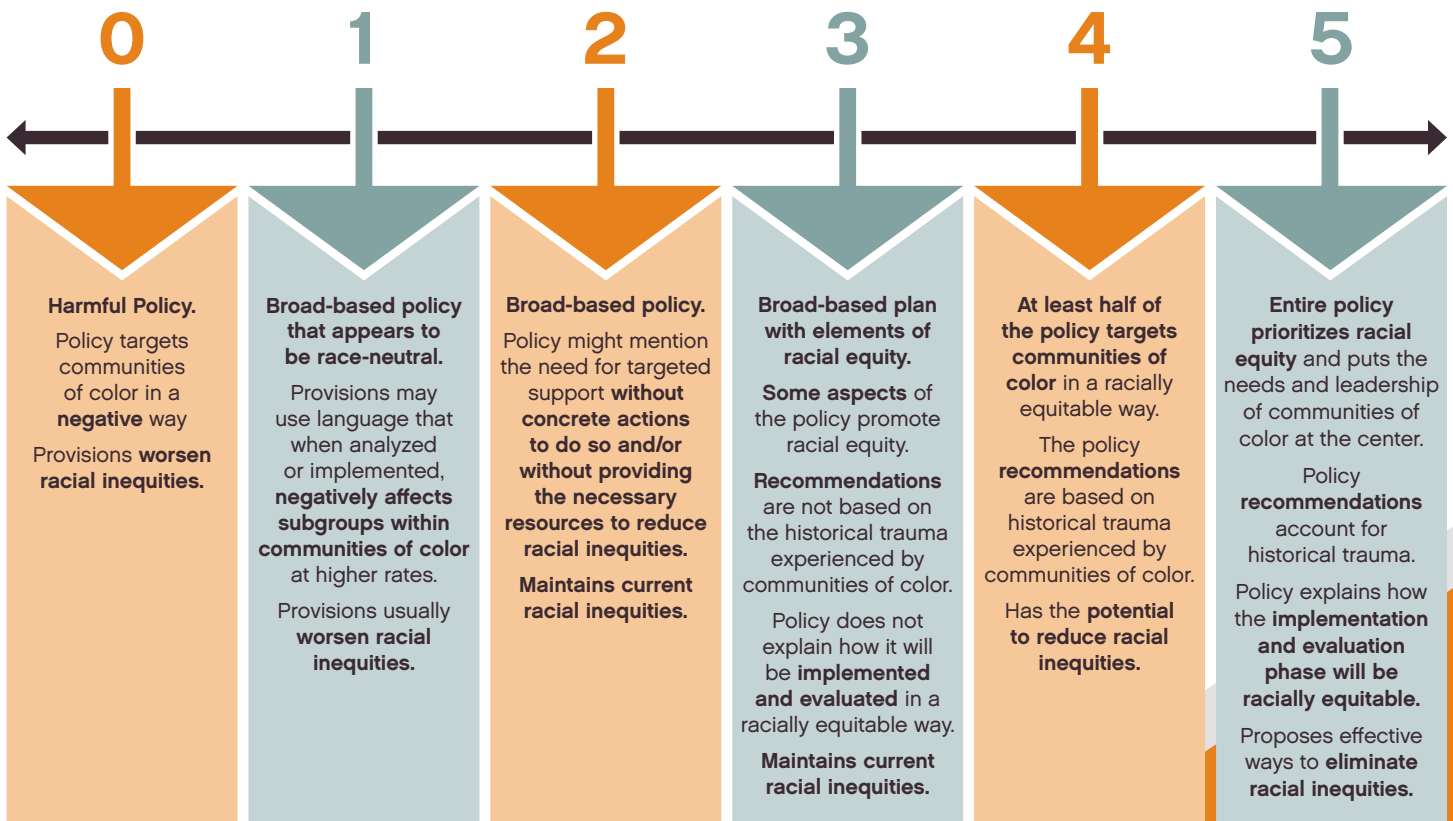 0
1
2
3
4
5
Harmful Policy.
Policy targets
communities
of color in a
negative way
Provisions worsen
racial inequities.
Broad-based policy
that appears to
be race-neutral.
Provisions may
use language that
when analyzed
or implemented,
negatively affects
subgroups within
communities of color
at higher rates.
Provisions usually
worsen racial
inequities.
Broad-based policy.
Policy might mention
the need for targeted
support without
concrete actions
to do so and/or
without providing
the necessary
resources to reduce
racial inequities.
Maintains current
racial inequities.
Broad-based plan
with elements of
racial equity.
Some aspects of
the policy promote
racial equity.
Recommendations
are not based on
the historical trauma
experienced by
communities of color.
Policy does not
explain how it will
be implemented
and evaluated in a
racially equitable way.
Maintains current
racial inequities.
At least half of
the policy targets
communities of
color in a racially
equitable way.
The policy
recommendations
are based on
historical trauma
experienced by
communities of color.
Has the potential
to reduce racial
inequities.
Entire policy
prioritizes racial
equity and puts the
needs and leadership
of communities of
color at the center.
Policy
recommendations
account for
historical trauma.
Policy explains how
the implementation
and evaluation
phase will be
racially equitable.
Proposes effective
ways to eliminate
racial inequities.